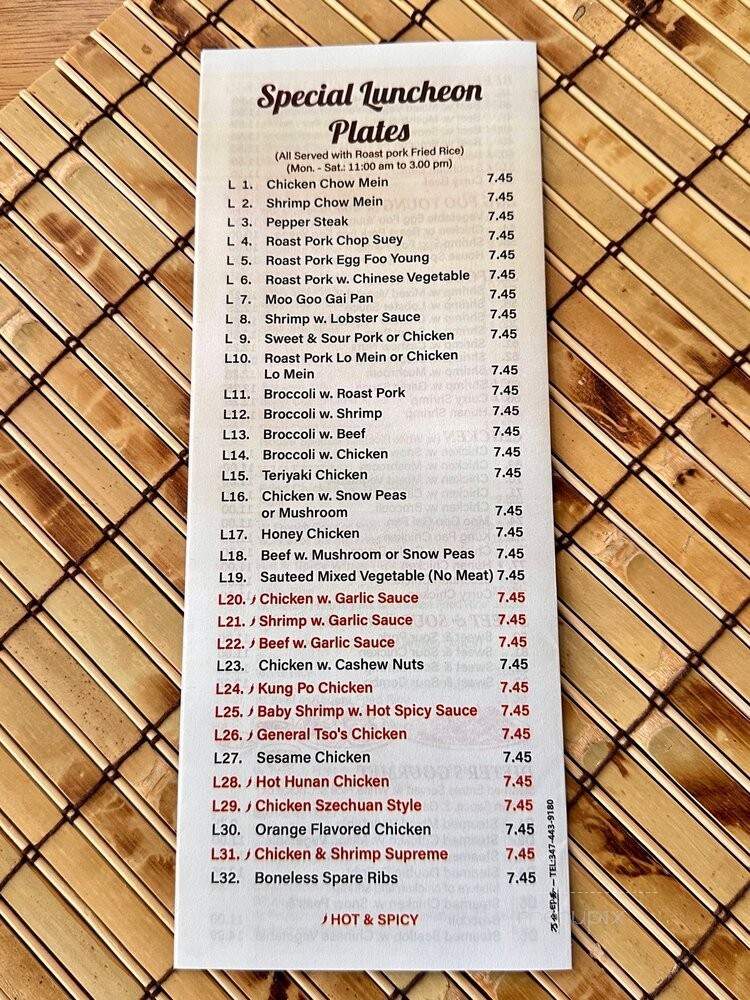 Special Luncheon
Plates
(All Served with Roast pork Fried Rice)
(Mon. - Sat.: 11:00 am to 3.00 pm)
L 1. Chicken Chow Mein 7.45
L 2. Shrimp Chow Mein 7.45
L 3. Pepper Steak 7.45
L 4. Roast Pork Chop Suey 7.45
L 5. Roast Pork Egg Foo Young 7.45
L 6. Roast Pork w. Chinese Vegetable 7.45
L 7. Moo Goo Gai Pan 7.45
L 8. Shrimp w. Lobster Sauce 7.45
L 9. Sweet & Sour Pork or Chicken 7.45
L10. Roast Pork Lo Mein or Chicken
Lo Mein 7.45
L11. Broccoli w. Roast Pork 7.45
L12. Broccoli w. Shrimp 7.45
L13. Broccoli w. Beef 7.45
L14. Broccoli w. Chicken 7.45
L15. Teriyaki Chicken 7.45
L16. Chicken w. Snow Peas
or Mushroom 7.45
L17. Honey Chicken 7.45
L18. Beef w. Mushroom or Snow Peas 7.45
L19. Sauteed Mixed Vegetable (No Meat) 7.45
L20. Chicken w. Garlic Sauce 7.45
L21. Shrimp w. Garlic Sauce 7.45
L22. Beef w. Garlic Sauce 7.45
L23. Chicken w. Cashew Nuts 7.45
L24. Kung Po Chicken 7.45
L25. Baby Shrimp w. Hot Spicy Sauce 7.45
L26. General Tso's Chicken 7.45
L27. Sesame Chicken 7.45
L28. Hot Hunan Chicken 7.45
L29. Chicken Szechuan Style 7.45
L30. Orange Flavored Chicken 7.45
L31. Chicken & Shrimp Supreme 7.45
L32. Boneless Spare Ribs 7.45
HOT & SPICY
TEL:347-443-9180